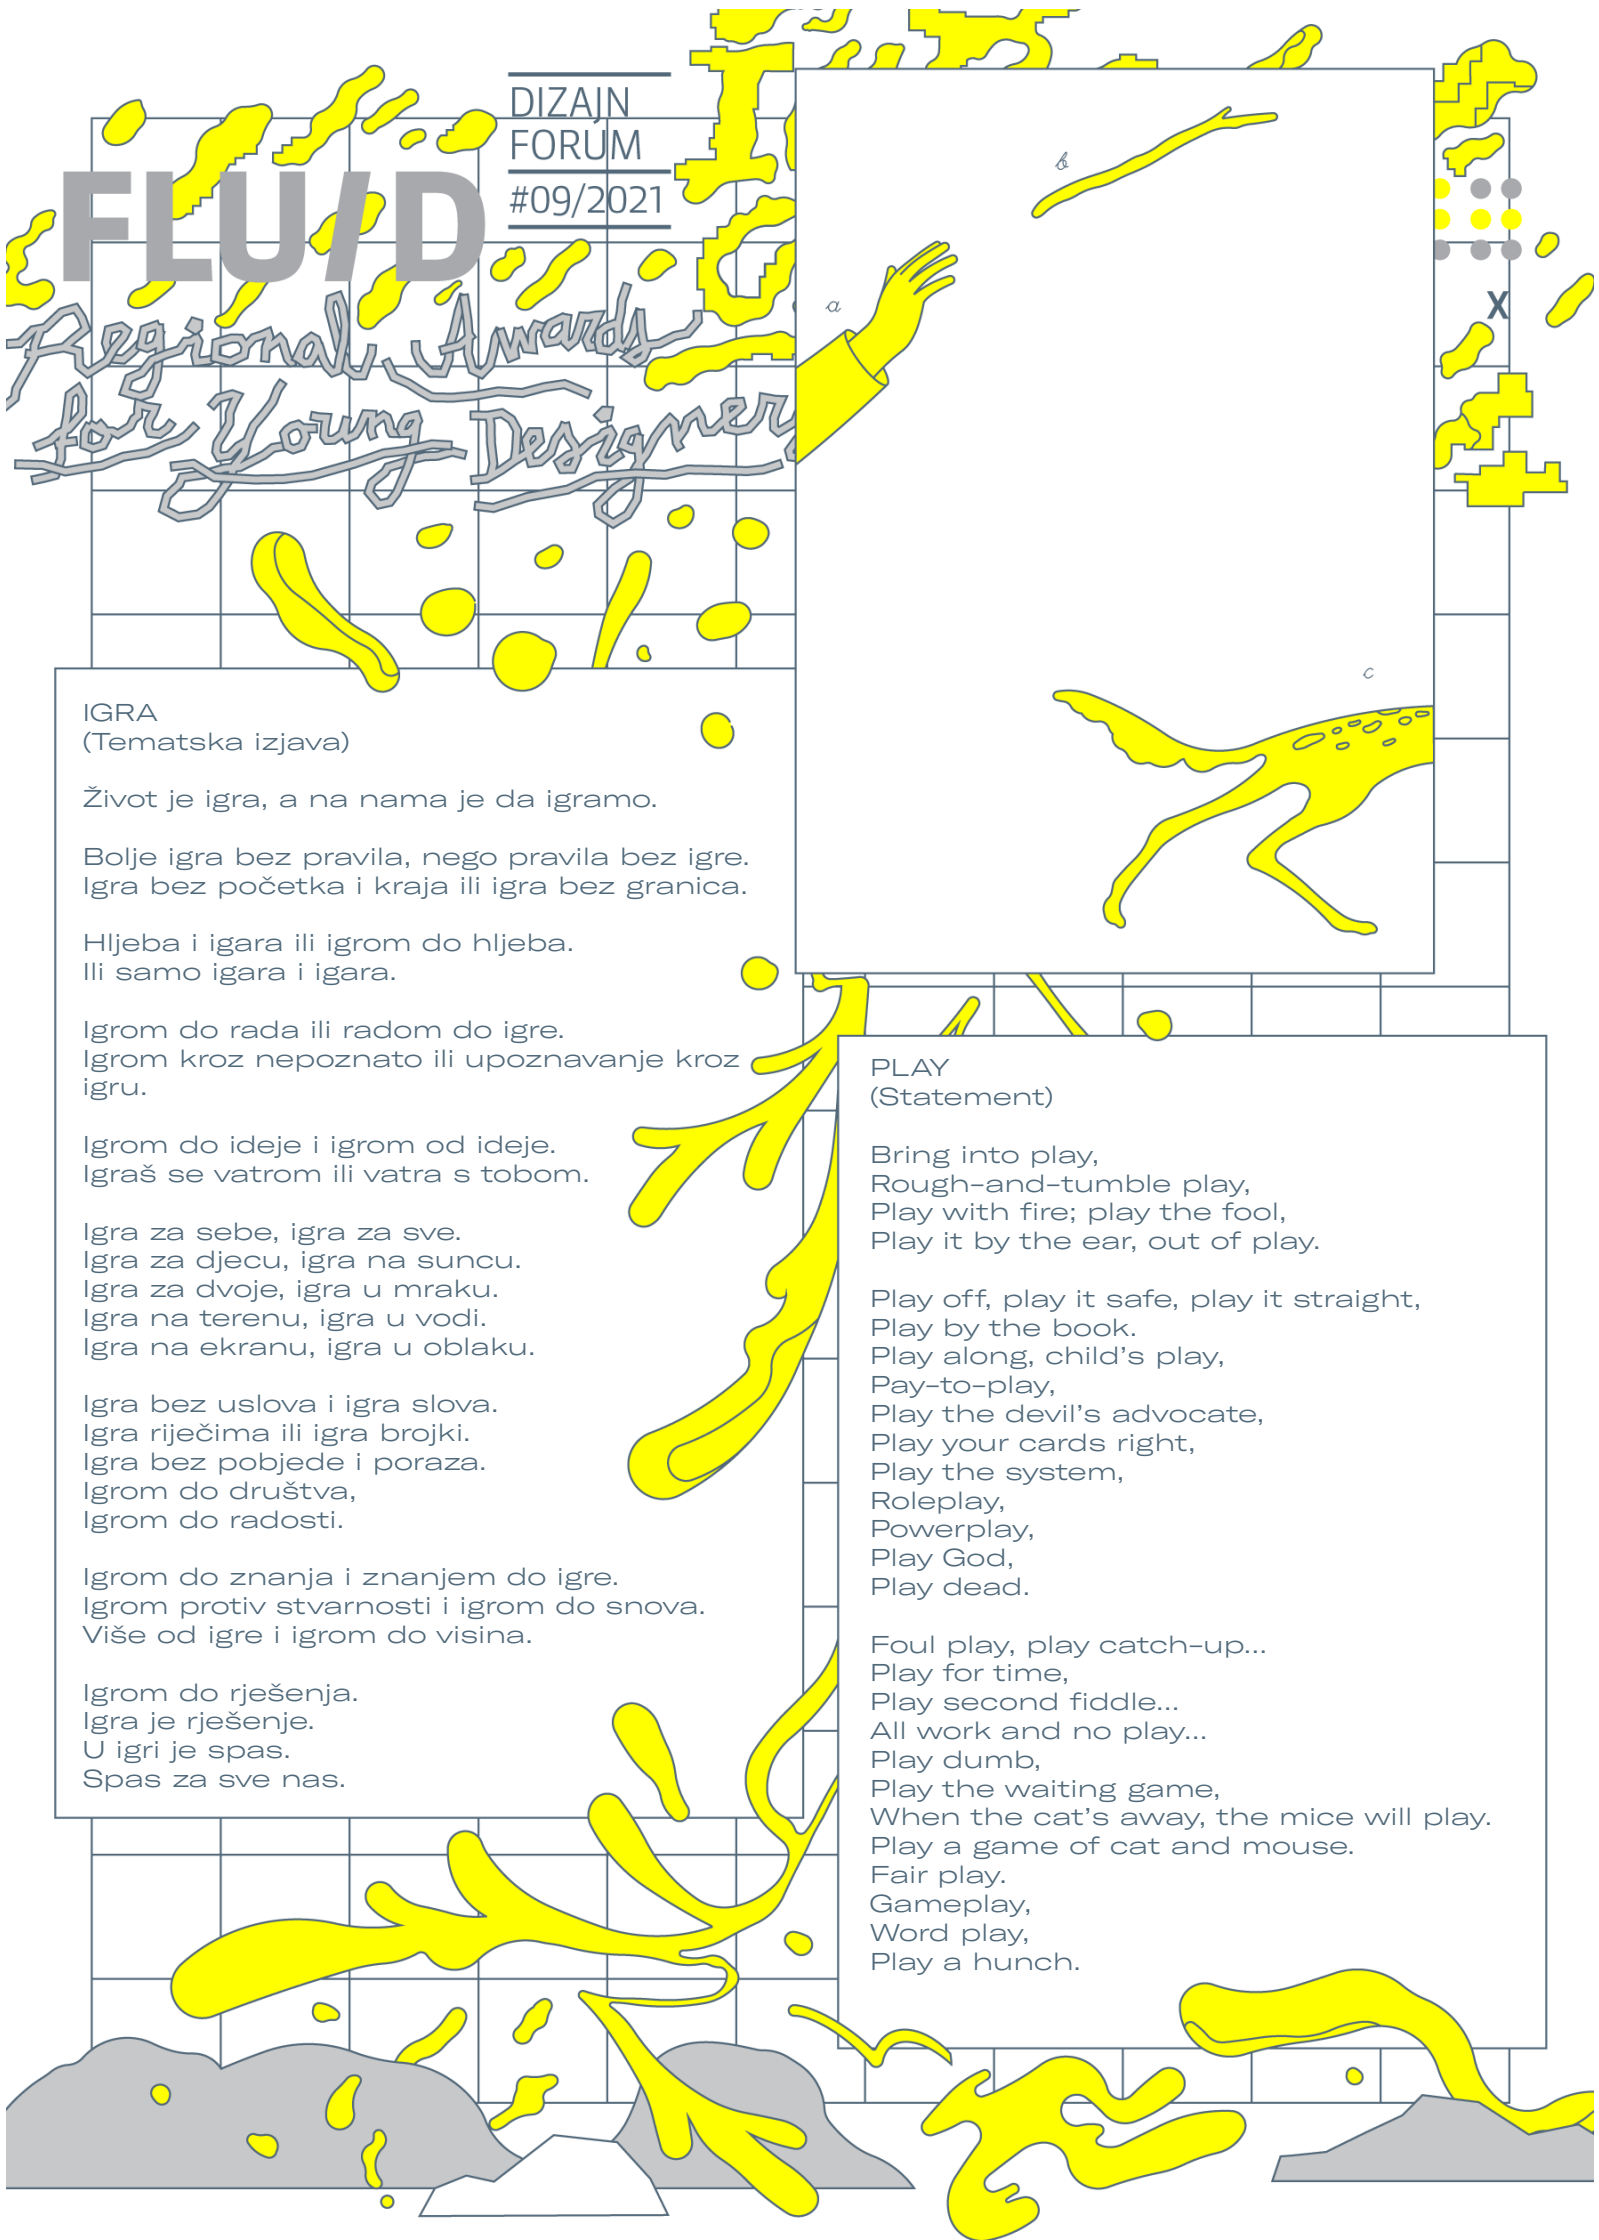 DIZAJN
FORUM
#09/2021
FLU/D
Regional Awards
for Young Designers
a
b
c
X
IGRA
(Tematska izjava)
Život je igra, a na nama je da igramo.
Bolje igra bez pravila, nego pravila bez igre.
Igra bez početka i kraja ili igra bez granica.
Hljeba i igara ili igrom do hljeba.
Ili samo igara i igara.
Igrom do rada ili radom do igre.
Igrom kroz nepoznato ili upoznavanje kroz
igru.
Igrom do ideje i igrom od ideje.
Igraš se vatrom ili vatra s tobom.
Igra za sebe, igra za sve.
Igra za djecu, igra na suncu.
Igra za dvoje, igra u mraku.
Igra na terenu, igra u vodi.
Igra na ekranu, igra u oblaku.
Igra bez uslova i igra slova.
Igra riječima ili igra brojki.
Igra bez pobjede i poraza.
Igrom do društva,
Igrom do radosti.
Igrom do znanja i znanjem do igre.
Igrom protiv stvarnosti i igrom do snova.
Više od igre i igrom do visina.
Igrom do rješenja.
Igra je rješenje.
U igri je spas.
Spas za sve nas.
PLAY
(Statement)
Bring into play,
Rough-and-tumble play,
Play with fire; play the fool,
Play it by the ear, out of play.
Play off, play it safe, play it straight,
Play by the book.
Play along, child's play,
Pay-to-play,
Play the devil's advocate,
Play your cards right,
Play the system,
Roleplay,
Powerplay,
Play God,
Play dead.
Foul play, play catch-up...
Play for time,
Play second fiddle...
All work and no play...
Play dumb,
Play the waiting game,
When the cat's away, the mice will play.
Play a game of cat and mouse.
Fair play.
Gameplay,
Word play,
Play a hunch.